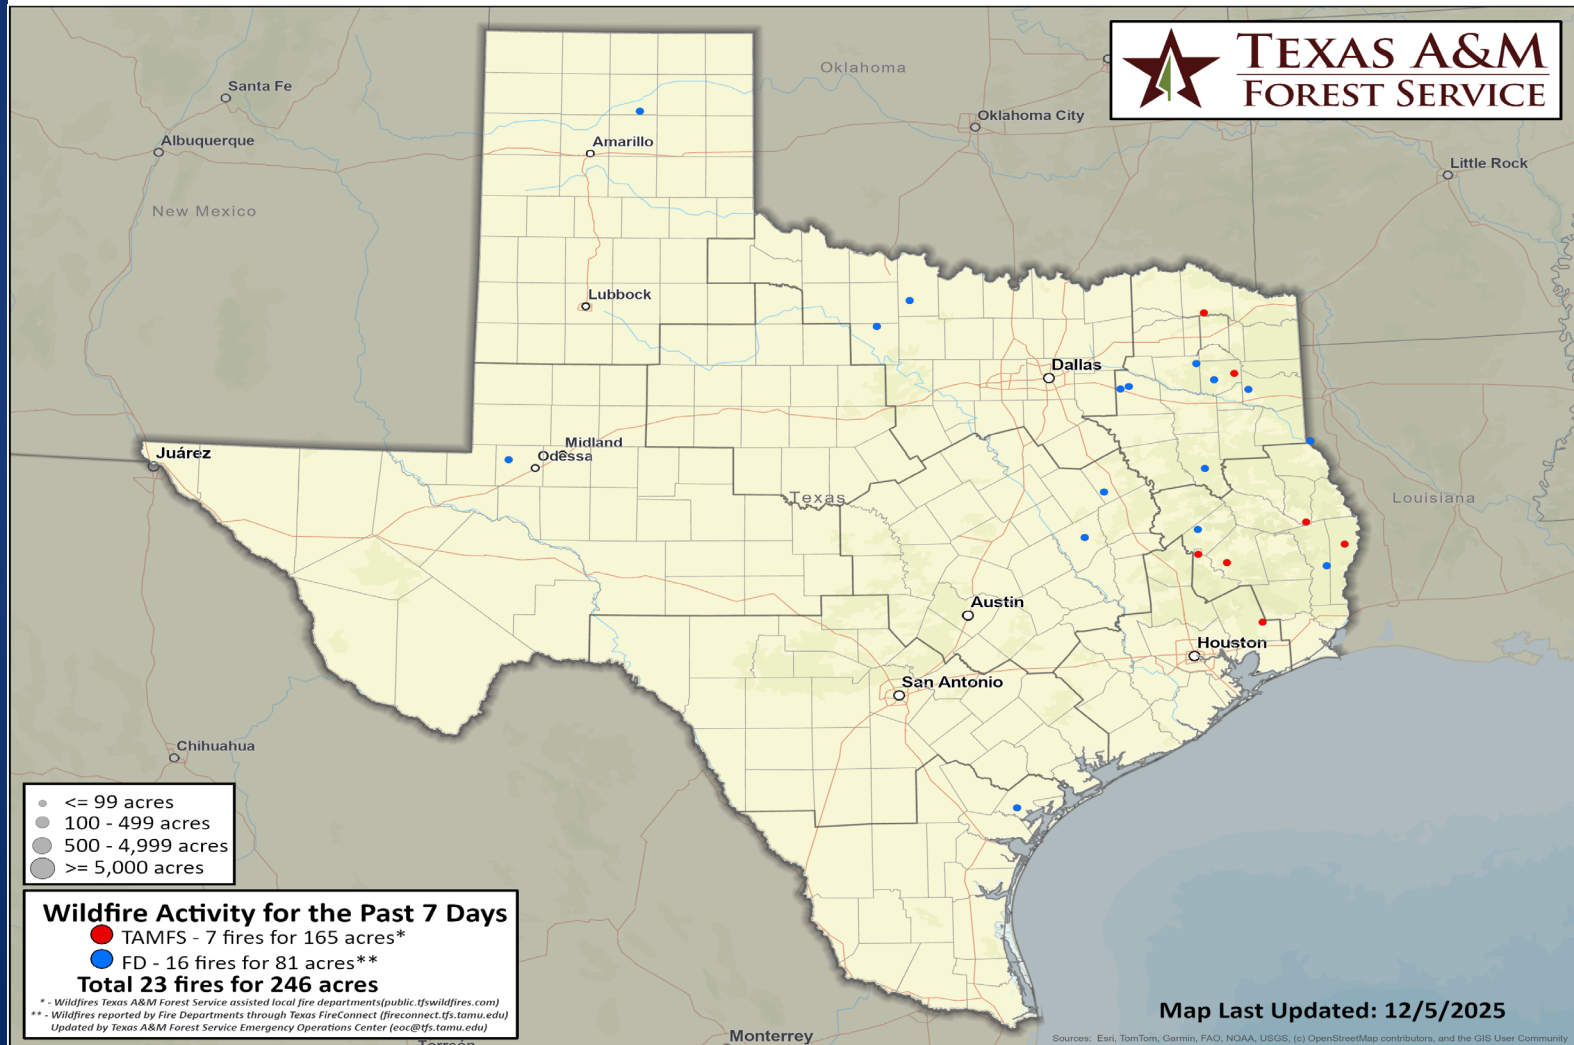 TEXAS A&M
FOREST SERVICE
Oklahoma
Santa Fe
Oklahoma City
Albuquerque
Amarillo
Little Rock
New Mexico
Lubbock
Dallas
Midland
Odessa
Juárez
Texas
Louisiana
Austin
Houston
San Antonio
Chihuahua
<= 99 acres
100 - 499 acres
500 - 4,999 acres
>= 5,000 acres
Wildfire Activity for the Past 7 Days
TAMFS - 7 fires for 165 acres*
FD - 16 fires for 81 acres**
Total 23 fires for 246 acres
* - Wildfires Texas A&M Forest Service assisted local fire departments(public.tfswildfires.com)
** - Wildfires reported by Fire Departments through Texas FireConnect (fireconnect.tfs.tamu.edu)
Updated by Texas A&M Forest Service Emergency Operations Center (eoc@tfs.tamu.edu)
Map Last Updated: 12/5/2025
Monterrey
Sources: Esri, TomTom, Garmin, FAO, NOAA, USGS, (c) OpenStreetMap contributors, and the GIS User Community